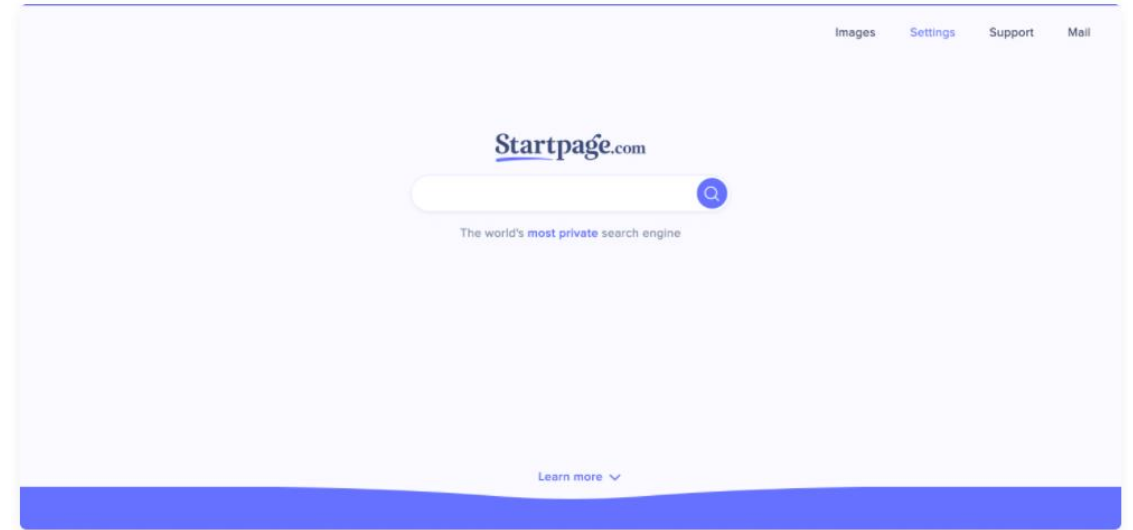 Images Settings Support Mail
Startpage.com
The world's most private search engine
Learn more